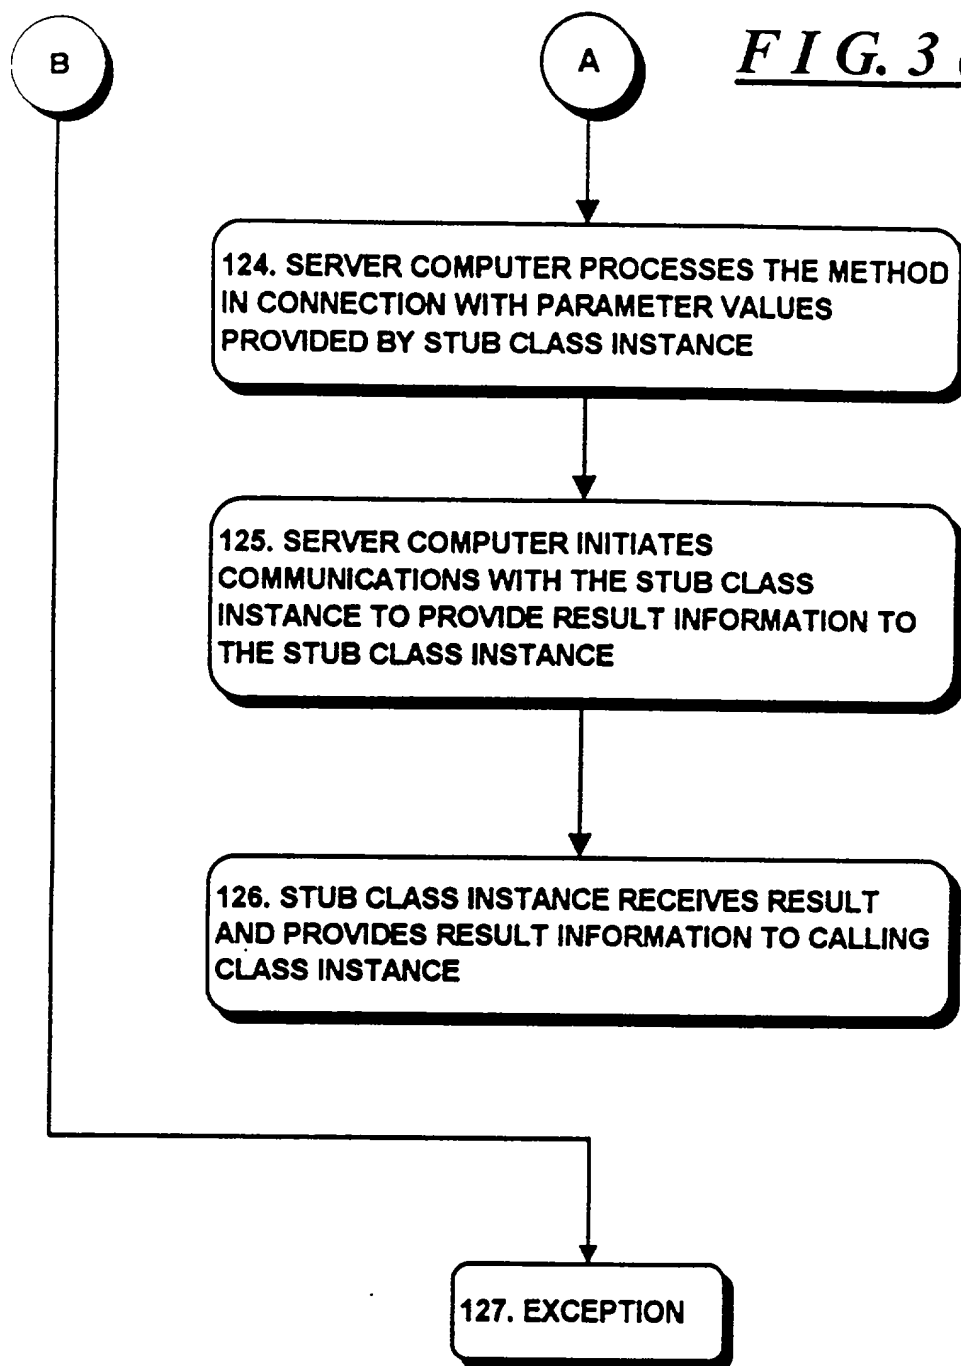 B
A
FIG. 3
124. SERVER COMPUTER PROCESSES THE METHOD
IN CONNECTION WITH PARAMETER VALUES
PROVIDED BY STUB CLASS INSTANCE
125. SERVER COMPUTER INITIATES
COMMUNICATIONS WITH THE STUB CLASS
INSTANCE TO PROVIDE RESULT INFORMATION TO
THE STUB CLASS INSTANCE
126. STUB CLASS INSTANCE RECEIVES RESULT
AND PROVIDES RESULT INFORMATION TO CALLING
CLASS INSTANCE
127. EXCEPTION